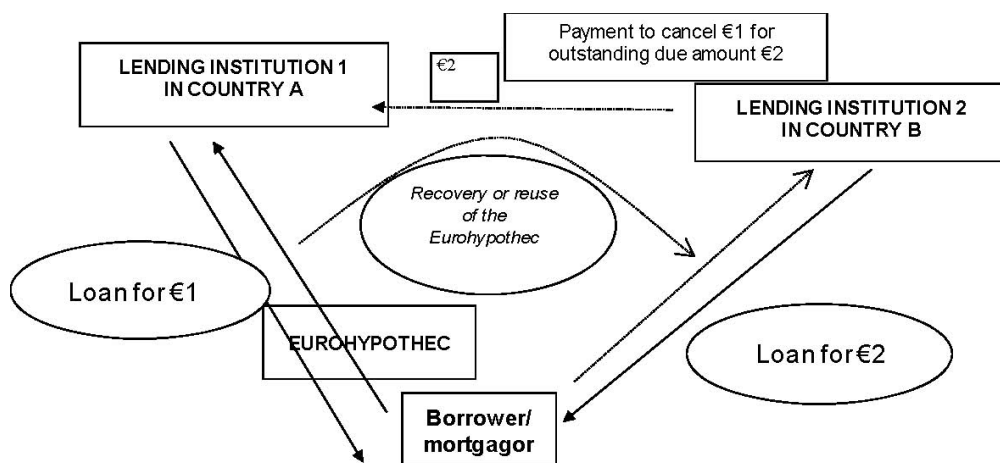 Payment to cancel €1 for
outstanding due amount €2
€2
LENDING INSTITUTION 1
IN COUNTRY A
LENDING INSTITUTION 2
IN COUNTRY B
Recovery or reuse
of the
Eurohypothec
Loan for €1
EUROHYPOTHEC
Loan for €2
Borrower/
mortgagor